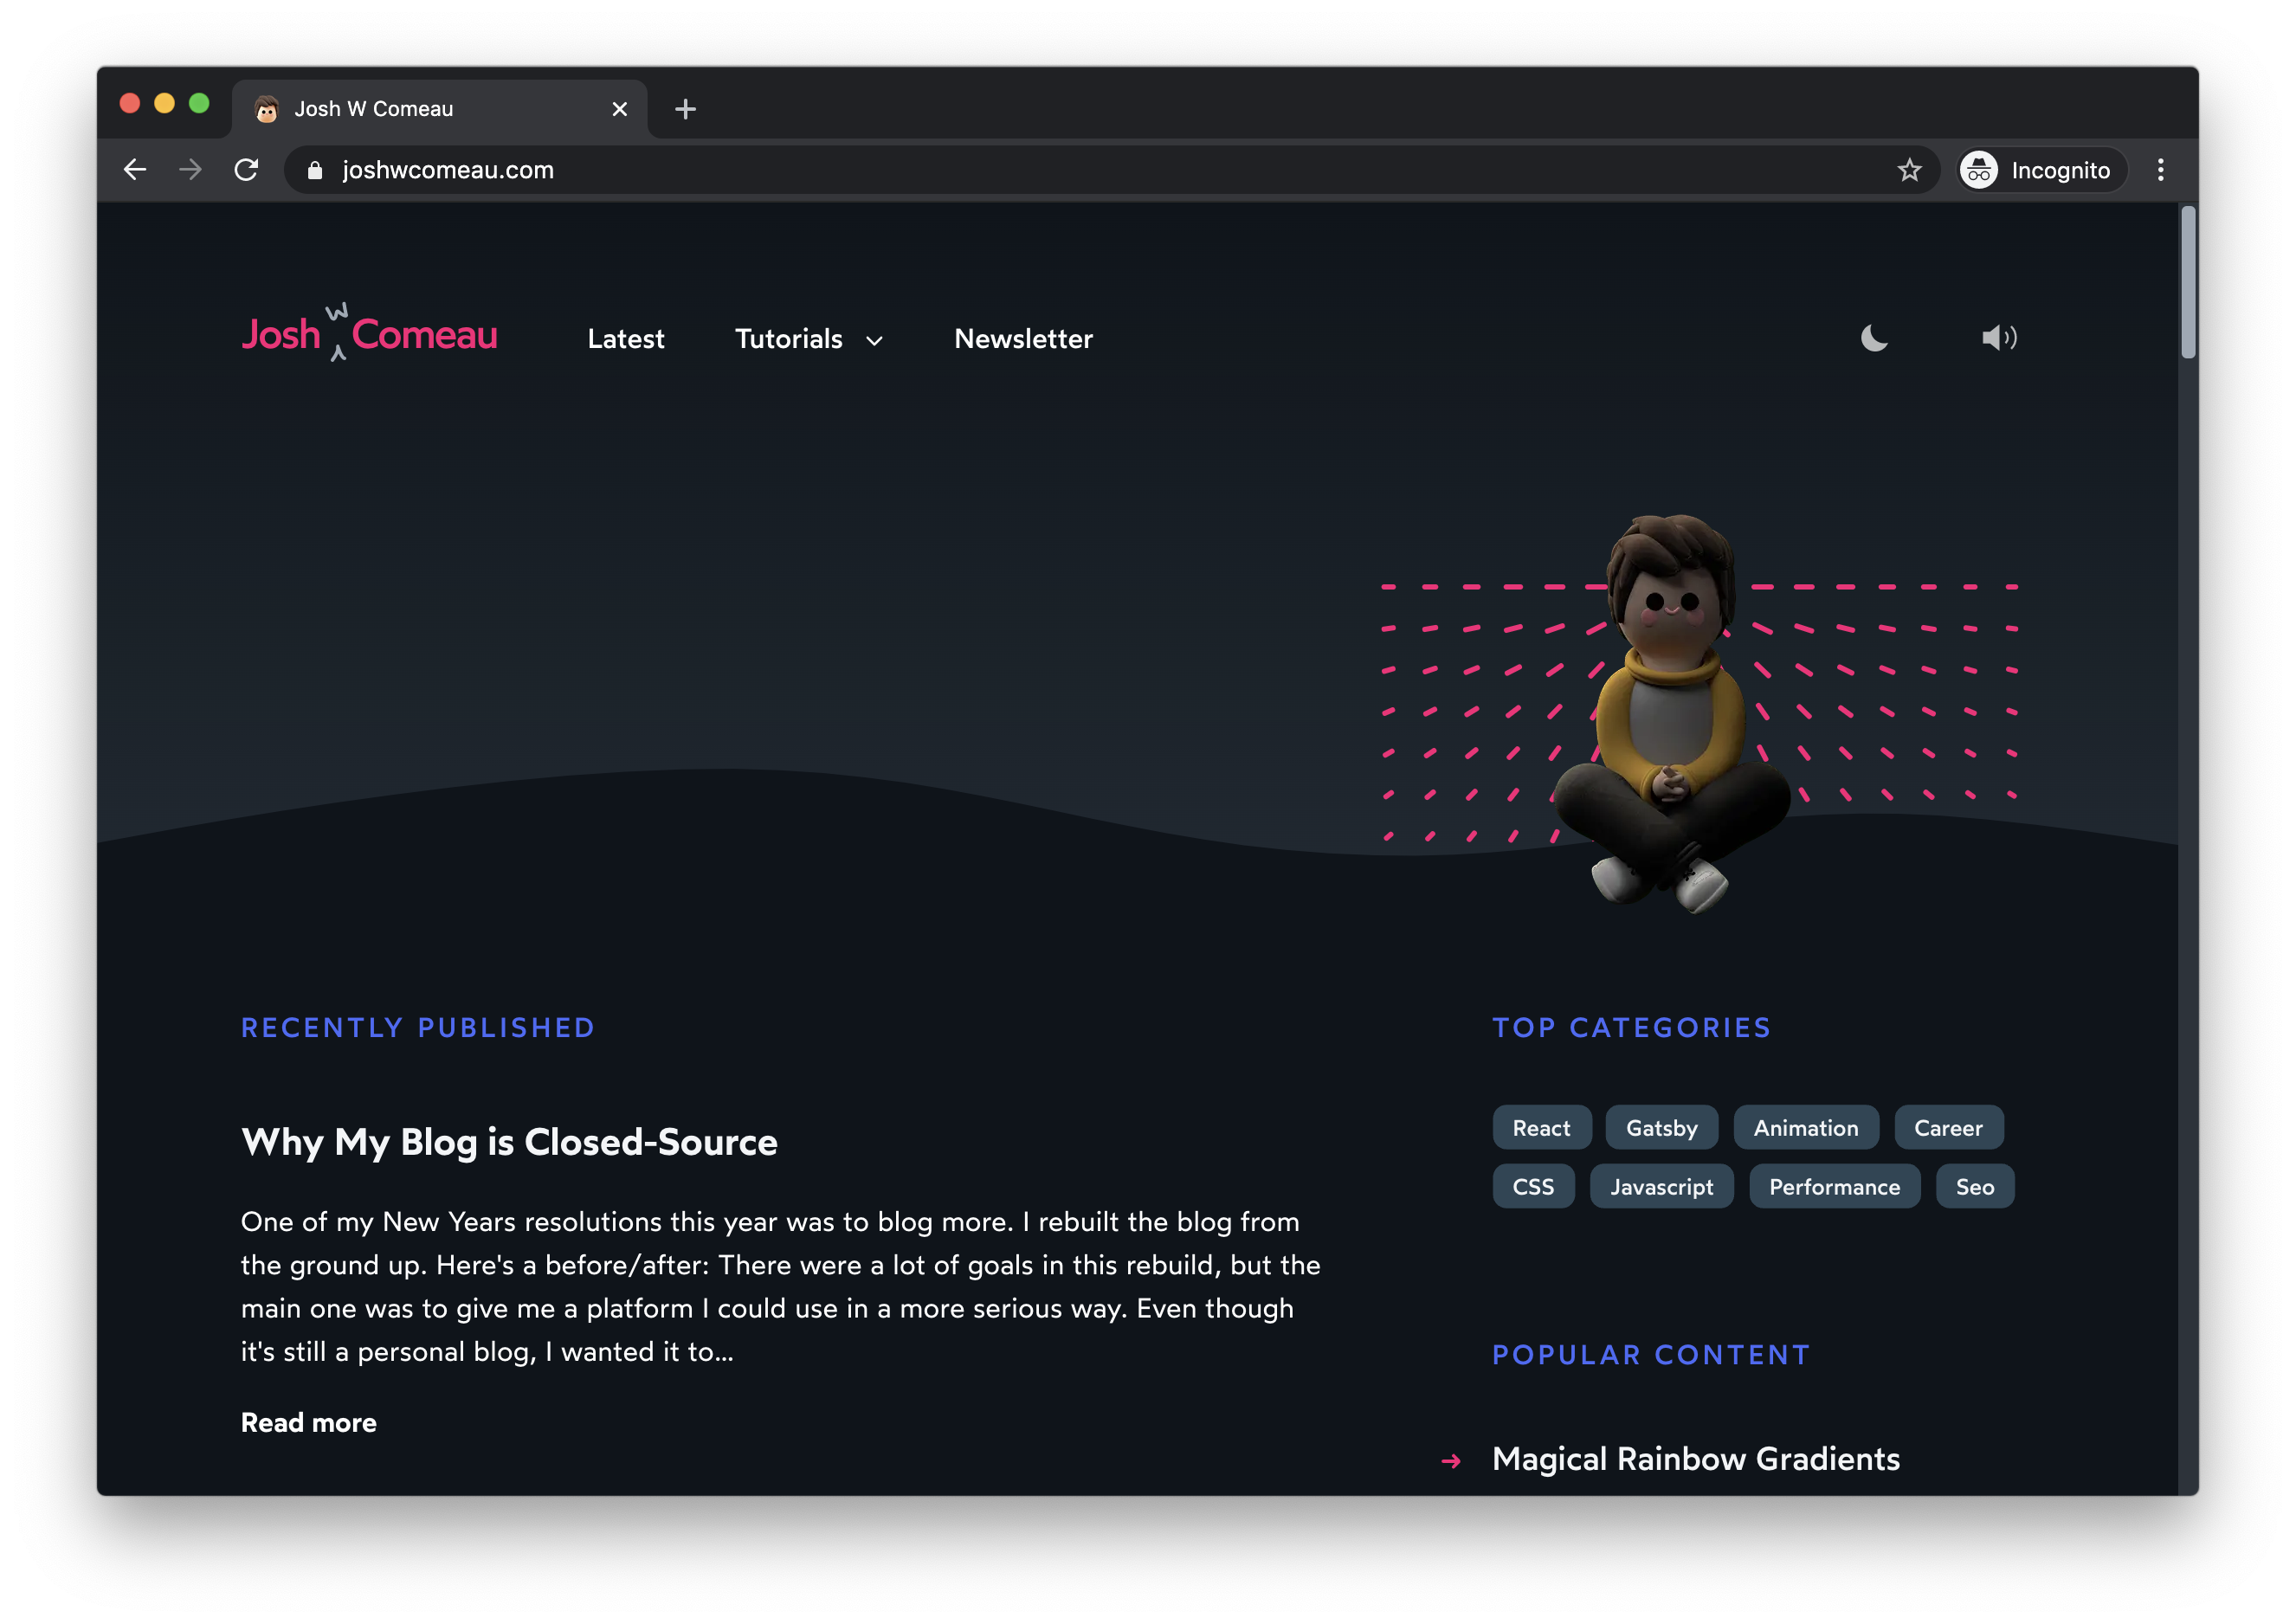 Josh W Comeau
joshwcomeau.com
Incognito
Josh W Comeau
Latest
Tutorials
Newsletter
RECENTLY PUBLISHED
Why My Blog is Closed-Source
One of my New Years resolutions this year was to blog more. I rebuilt the blog from
the ground up. Here's a before/after: There were a lot of goals in this rebuild, but the
main one was to give me a platform I could use in a more serious way. Even though
it's still a personal blog, I wanted it to...
Read more
TOP CATEGORIES
React Gatsby Animation Career
CSS Javascript Performance Seo
POPULAR CONTENT
→ Magical Rainbow Gradients